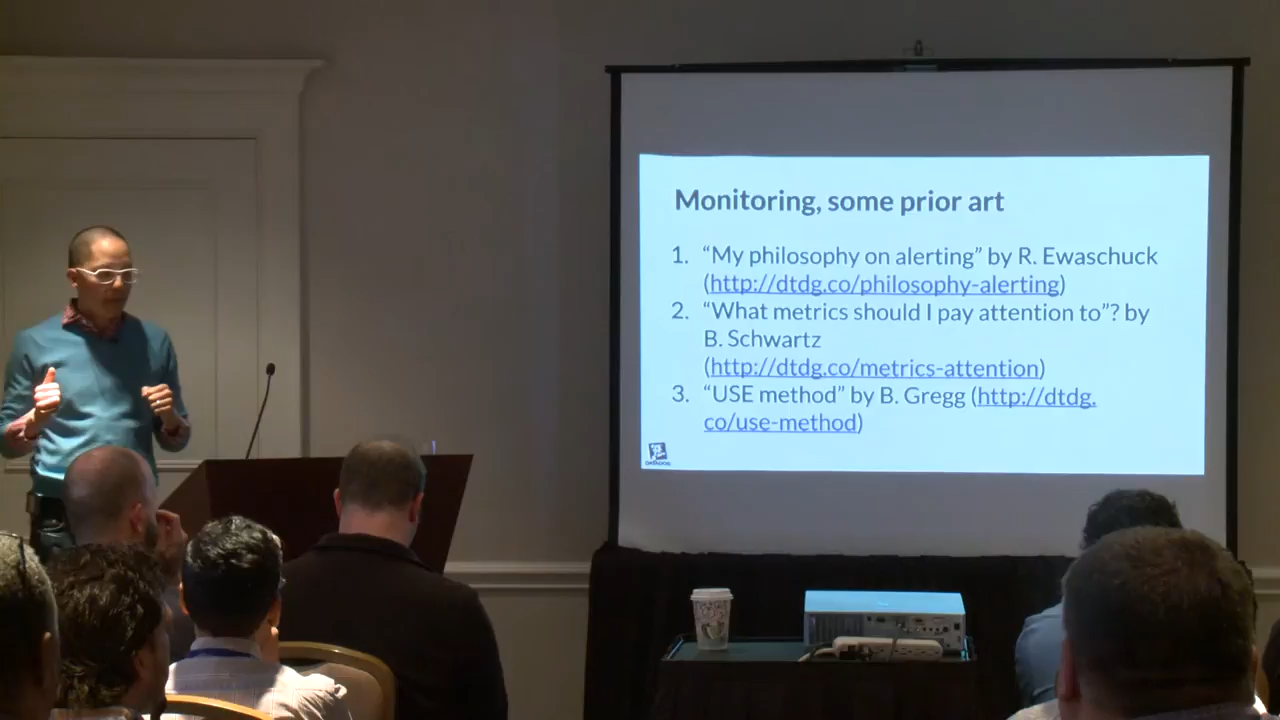 Monitoring, some prior art
1. “My philosophy on alerting” by R. Ewaschuck
(http://dtdg.co/philosophy-alerting)
2. “What metrics should I pay attention to”? by
B. Schwartz
(http://dtdg.co/metrics-attention)
3. “USE method” by B. Gregg (http://dtdg.
co/use-method)
DATADOG